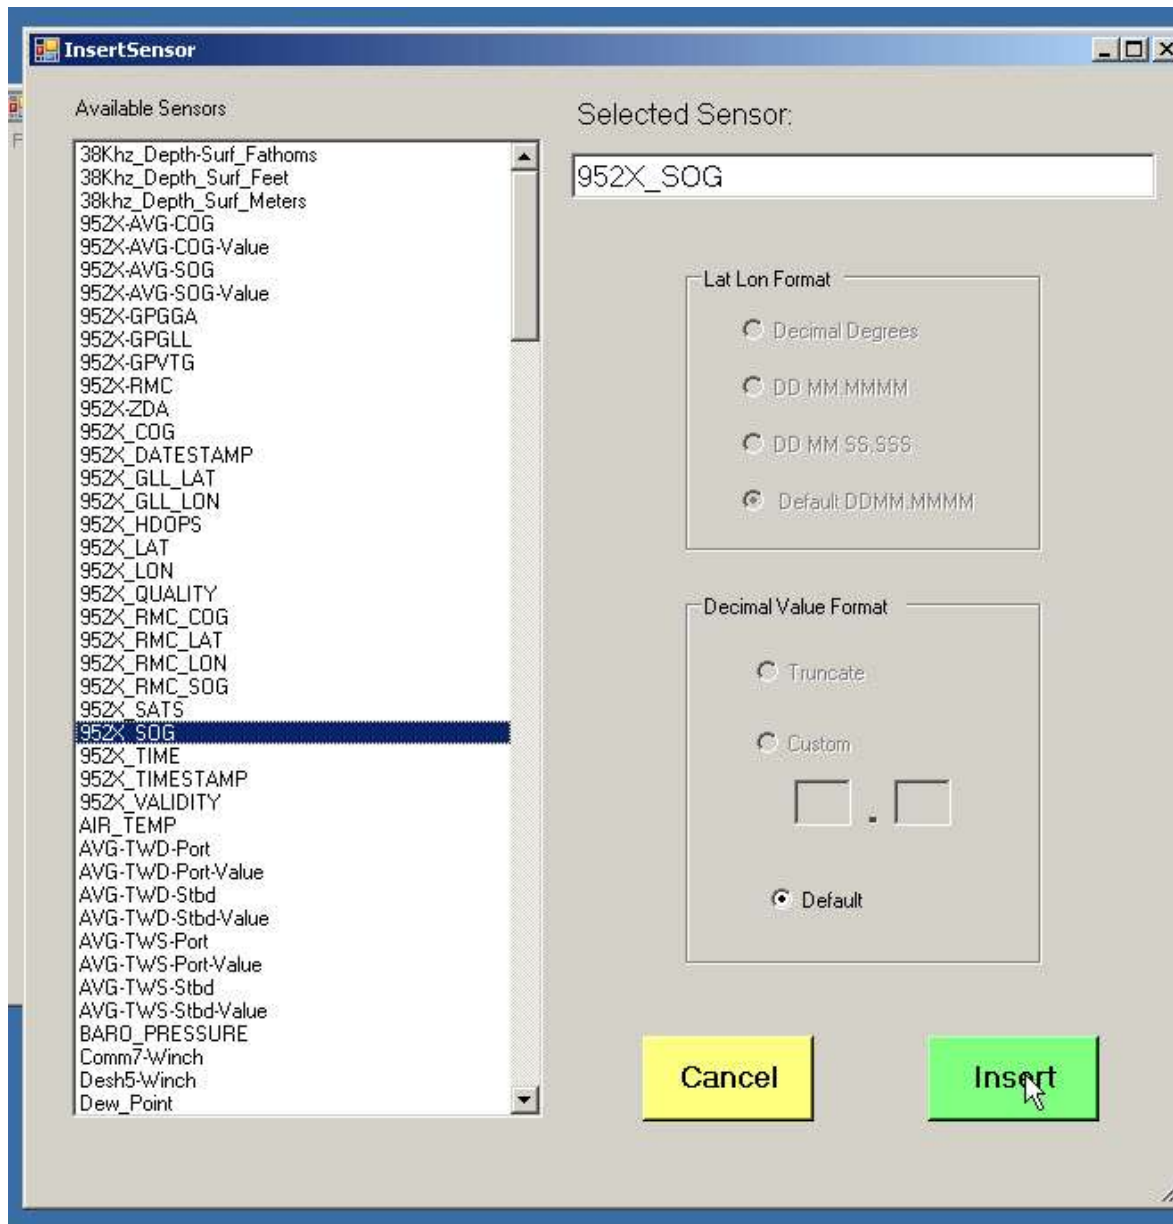 InsertSensor
F
Available Sensors
38Khz_Depth-Surf_Fathoms
38Khz_Depth_Surf_Feet
38khz_Depth_Surf_Meters
952X-AVG-COG
952X-AVG-COG-Value
952X-AVG-SOG
952X-AVG-SOG-Value
952X-GPGGA
952X-GPGLL
952X-GPVTG
952X-RMC
952X-ZDA
952X_COG
952X_DATESTAMP
952X_GLL_LAT
952X_GLL_LON
952X_HDOPS
952X_LAT
952X_LON
952X_QUALITY
952X_RMC_COG
952X_RMC_LAT
952X_RMC_LON
952X_RMC_SOG
952X_SATS
952X_SOG
952X_TIME
952X_TIMESTAMP
952X_VALIDITY
AIR_TEMP
AVG-TWD-Port
AVG-TWD-Port-Value
AVG-TWD-Stbd
AVG-TWD-Stbd-Value
AVG-TWS-Port
AVG-TWS-Port-Value
AVG-TWS-Stbd
AVG-TWS-Stbd-Value
BARO_PRESSURE
Comm7-Winch
Desh5-Winch
Dew_Point
Selected Sensor:
952X_SOG
Lat Lon Format
Decimal Degrees
DD MM.MMMM
DD MM SS.SSS
Default DDMM.MMMM
Decimal Value Format
Truncate
Custom
.
Default
Cancel
Insert